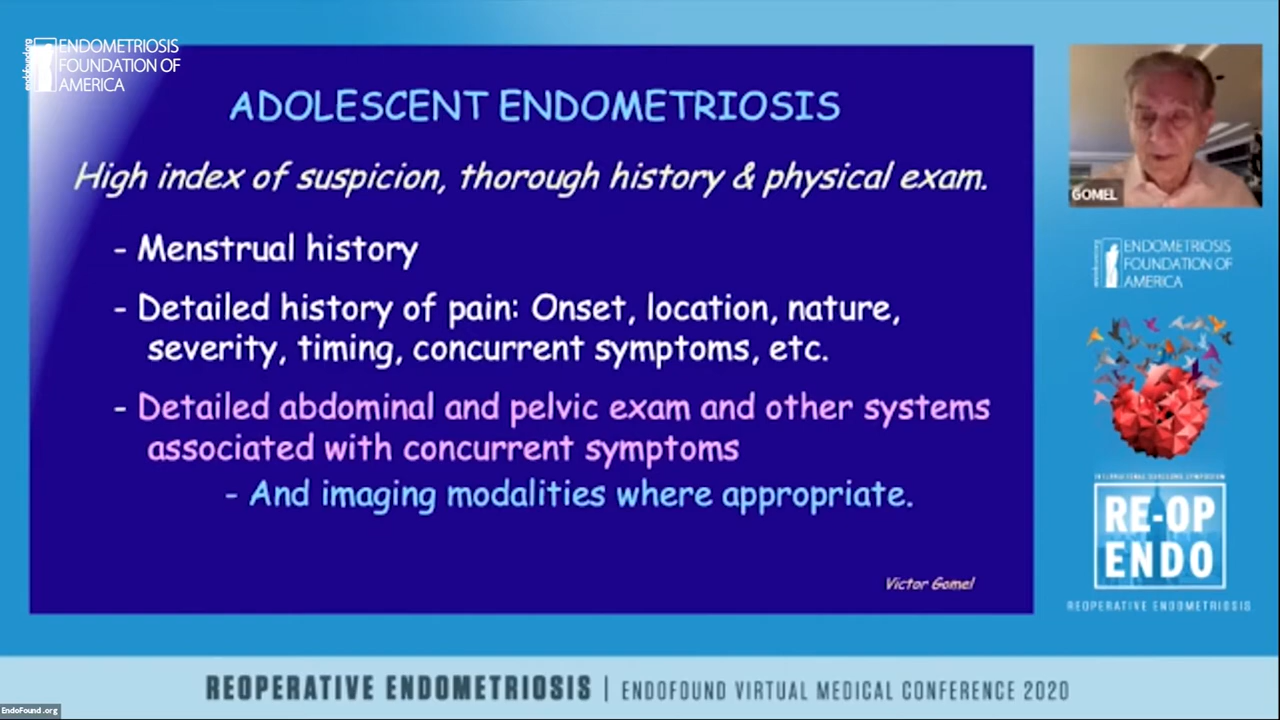 endofound.org
ENDOMETRIOSIS
FOUNDATION OF
AMERICA
ADOLESCENT ENDOMETRIOSIS
High index of suspicion, thorough history & physical exam.
- Menstrual history
- Detailed history of pain: Onset, location, nature,
severity, timing, concurrent symptoms, etc.
- Detailed abdominal and pelvic exam and other systems
associated with concurrent symptoms
- And imaging modalities where appropriate.
Victor Gomel
GOMEL
ENDOMETRIOSIS
FOUNDATION OF
AMERICA
INTERNATIONAL SURGEONS SYMPOSIUM
RE-OP
ENDO
REOPERATIVE ENDOMETRIOSIS
REOPERATIVE ENDOMETRIOSIS | ENDOFOUND VIRTUAL MEDICAL CONFERENCE 2020
EndoFound.org